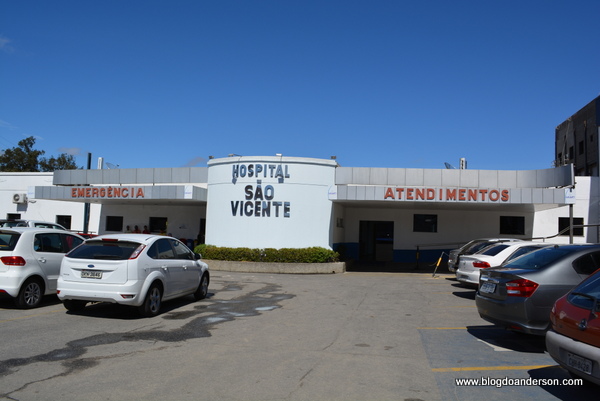 HOSPITAL
SÃO
VICENTE
EMERGÊNCIA
ATENDIMENTOS
www.blogdoanderson.com